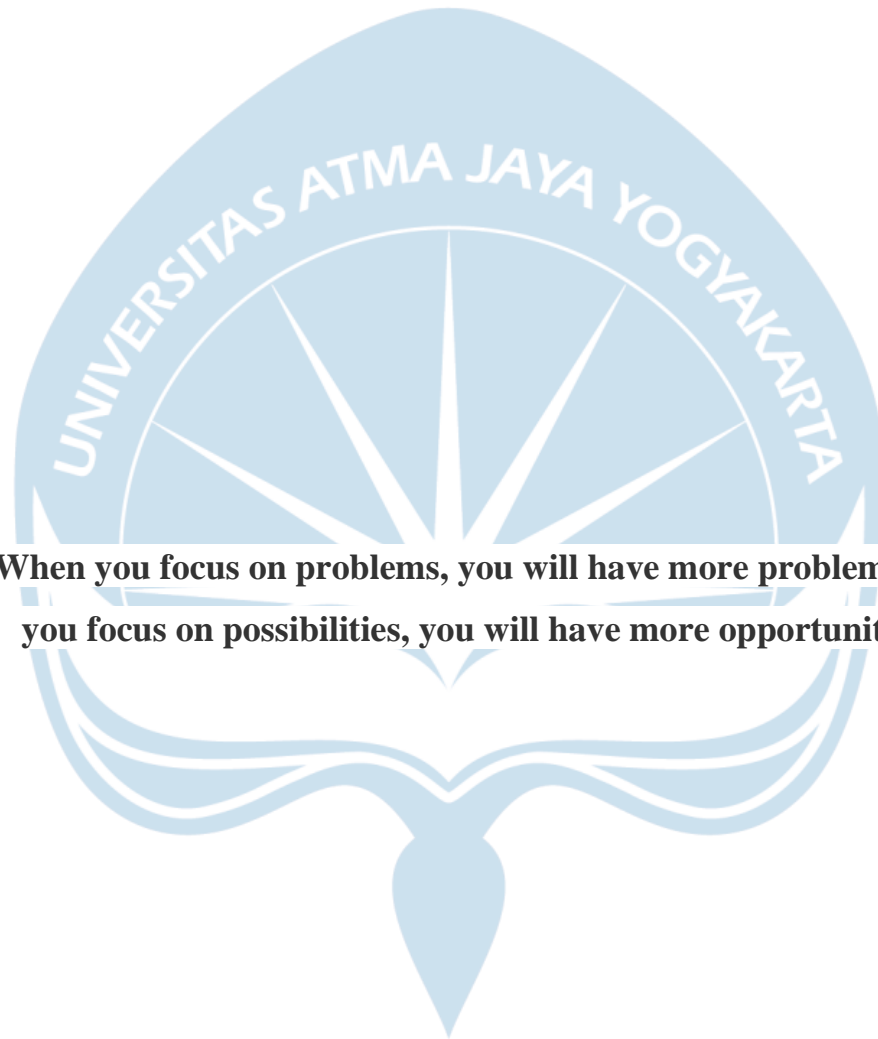 UNIVERSITAS ATMA JAYA YOGYAKARTA
When you focus on problems, you will have more problem
you focus on possibilities, you will have more opportunit